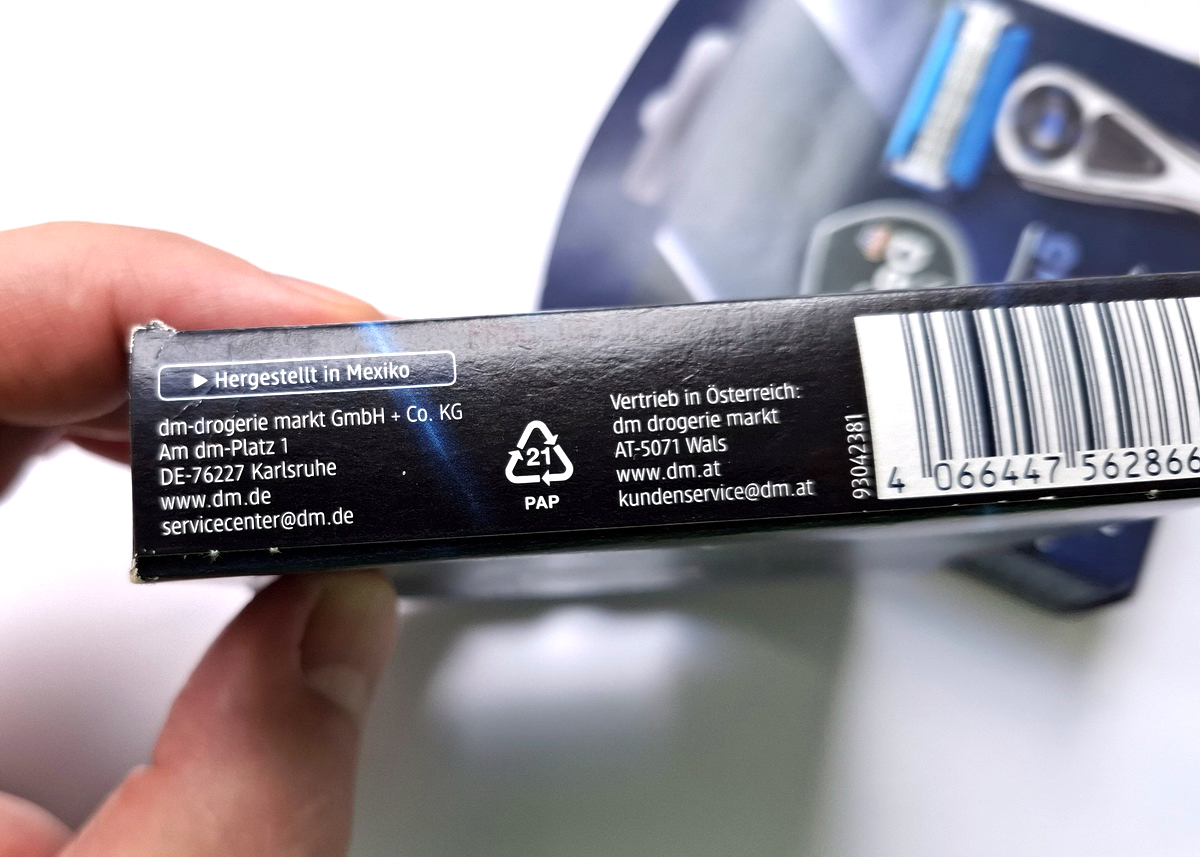 ▶ Hergestellt in Mexiko
dm-drogerie markt GmbH + Co. KG
Am dm-Platz 1
DE-76227 Karlsruhe
www.dm.de
servicecenter@dm.de
21
PAP
Vertrieb in Österreich:
dm drogerie markt
AT-5071 Wals
www.dm.at
kundenservice@dm.at
93042381
4 066447 562866